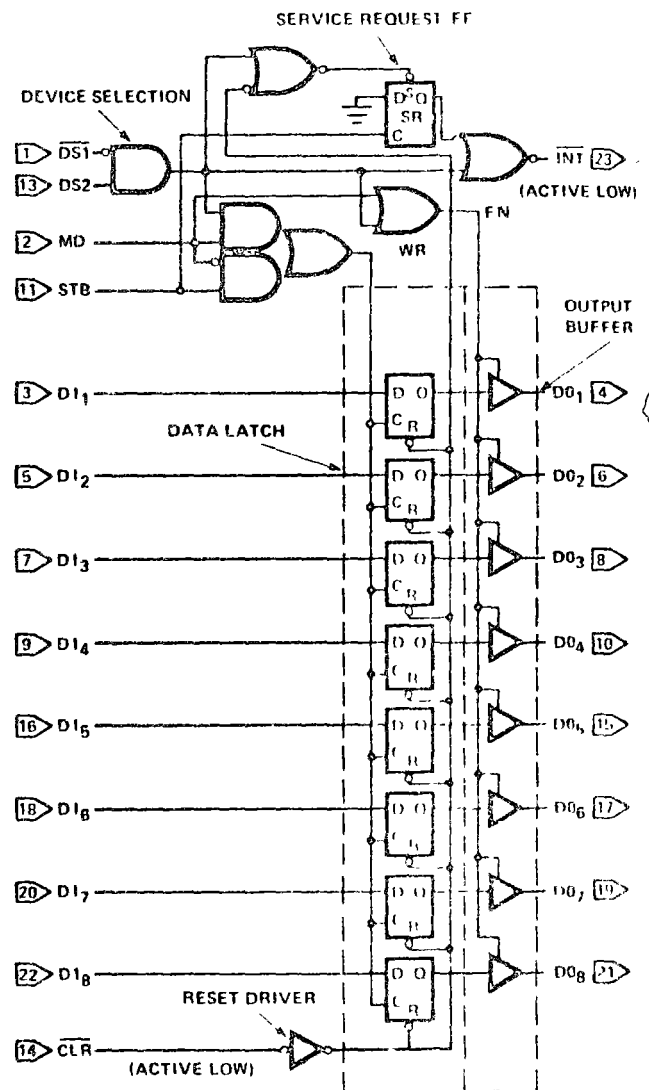 SERVICE REQUEST FF
DEVICE SELECTION
D S Q
SR
C
1 DS1
13 DS2
INT 23
(ACTIVE LOW)
2 MD
EN
WR
11 STB
OUTPUT
BUFFER
3 DI1
D Q
C R
DO1 4
DATA LATCH
5 DI2
D Q
C R
DO2 6
7 DI3
D Q
C R
DO3 8
9 DI4
D Q
C R
DO4 10
16 DI5
D Q
C R
DO5 15
18 DI6
D Q
C R
DO6 17
20 DI7
D Q
C R
DO7 19
22 DI8
D Q
C R
DO8 21
RESET DRIVER
14 CLR
(ACTIVE LOW)